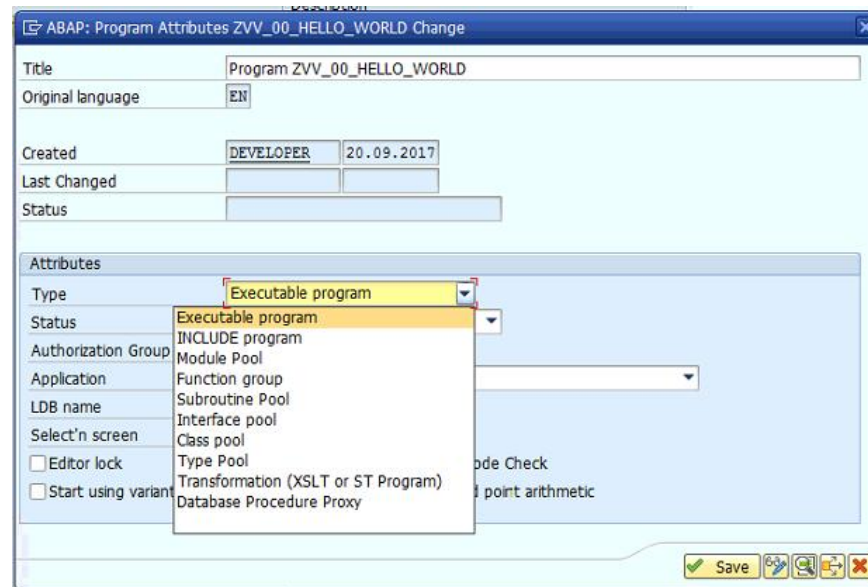 Description
ABAP: Program Attributes ZVV_00_HELLO_WORLD Change
Title Program ZVV_00_HELLO_WORLD
Original language EN
Created DEVELOPER 20.09.2017
Last Changed
Status
Attributes
Type Executable program
Status
Authorization Group
Application
LDB name
Select'n screen
Editor lock
Start using variant
Executable program
INCLUDE program
Module Pool
Function group
Subroutine Pool
Interface pool
Class pool
Type Pool
Transformation (XSLT or ST Program)
Database Procedure Proxy
ode Check
d point arithmetic
Save